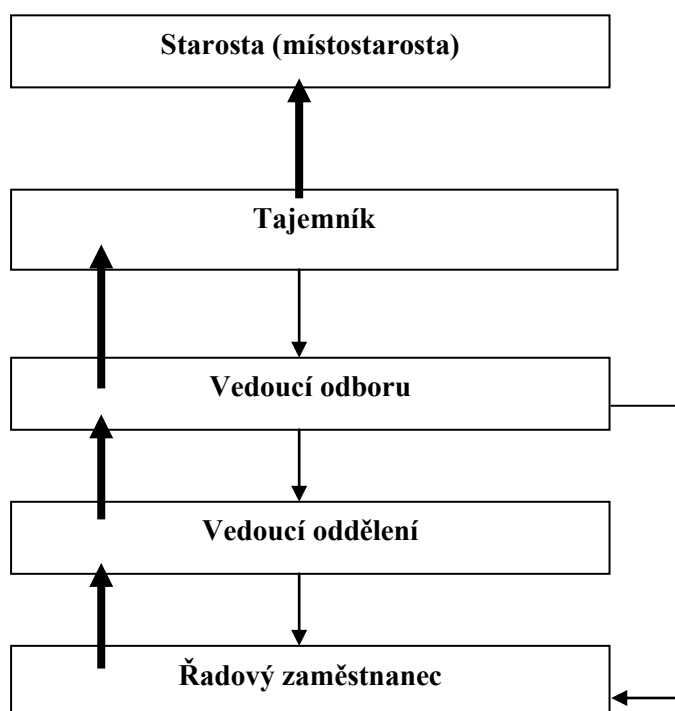 Starosta (místostarosta)
Tajemník
Vedoucí odboru
Vedoucí oddělení
Řadový zaměstnanec